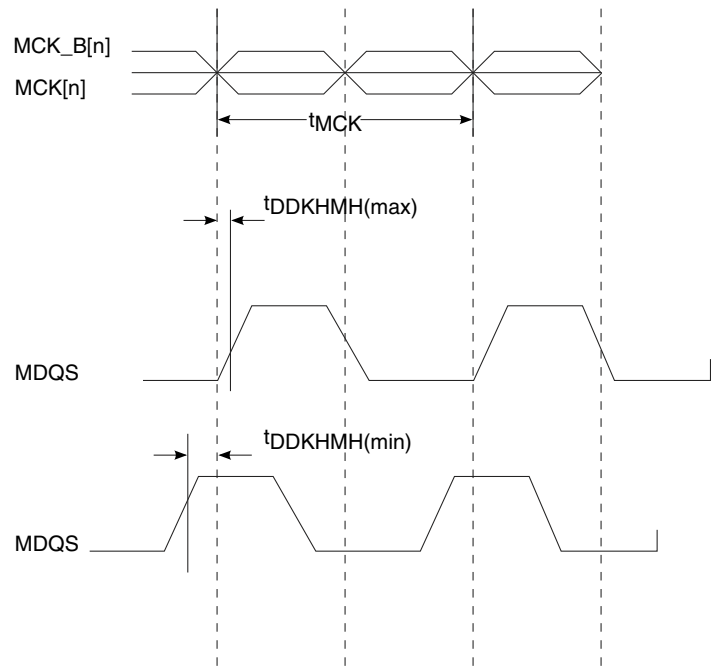 MCK_B[n]
MCK[n]
tMCK
tDDKHMH(max)
MDQS
tDDKHMH(min)
MDQS